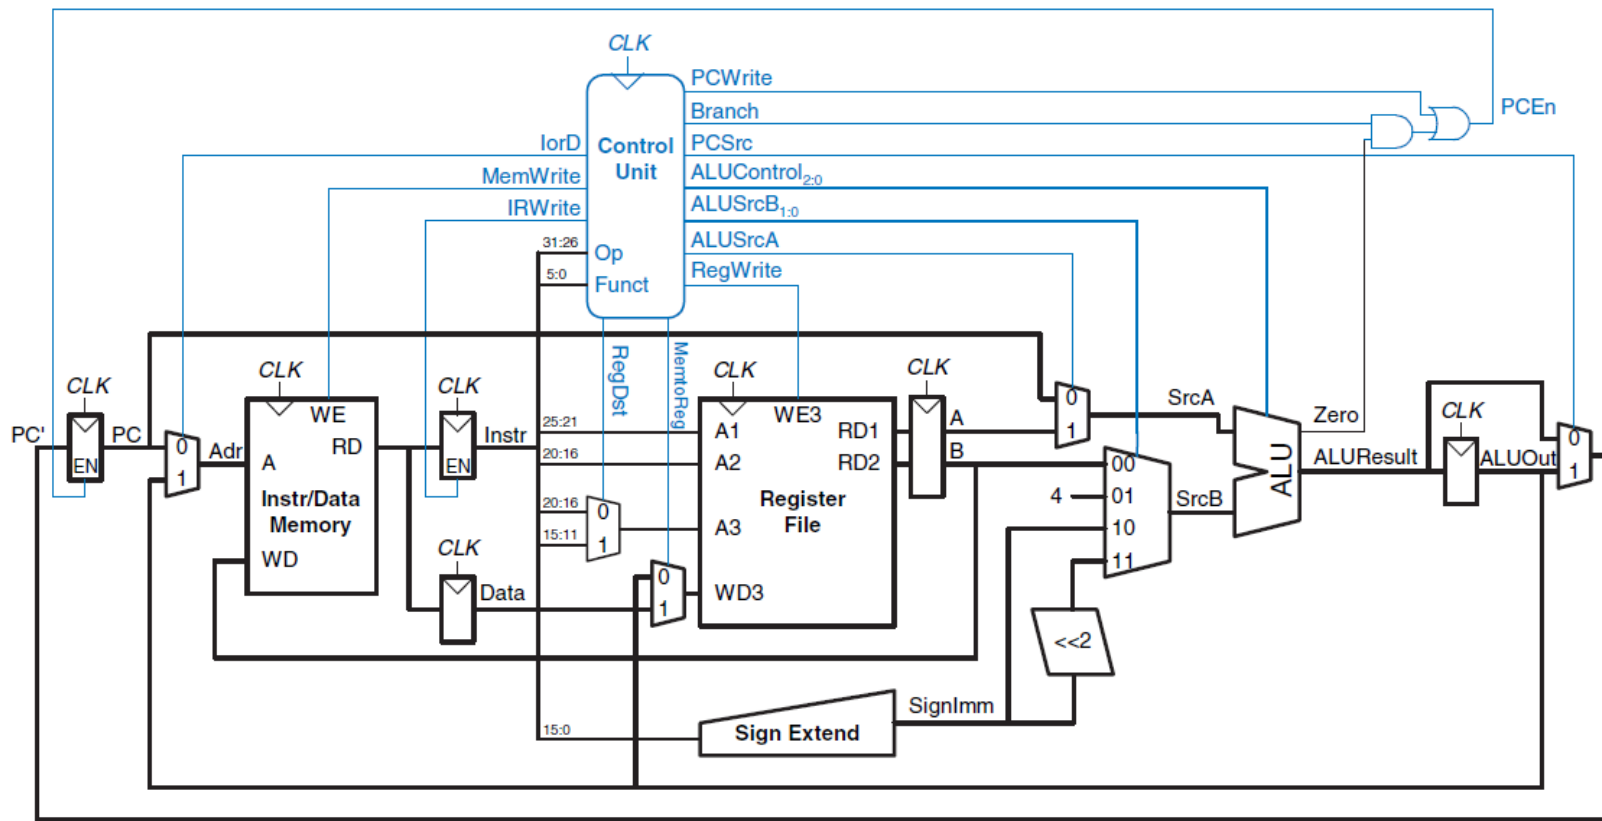 CLK
PCWrite
Branch
PCEn
IorD
Control
Unit
PCSrc
MemWrite
ALUControl2:0
IRWrite
ALUSrcB1:0
31:26
Op
ALUSrcA
5:0
Funct
RegWrite
RegDst
MemtoReg
CLK
CLK
CLK
CLK
CLK
CLK
PC'
EN
PC
0
1
Adr
WE
RD
A
Instr/Data
Memory
WD
EN
Instr
CLK
Data
25:21
20:16
20:16
15:11
0
1
0
1
WE3
A1
RD1
A2
RD2
A3
Register
File
WD3
A
B
0
1
SrcA
00
4
01
10
11
SrcB
ALU
Zero
ALUResult
ALUOut
0
1
<<2
SignImm
15:0
Sign Extend